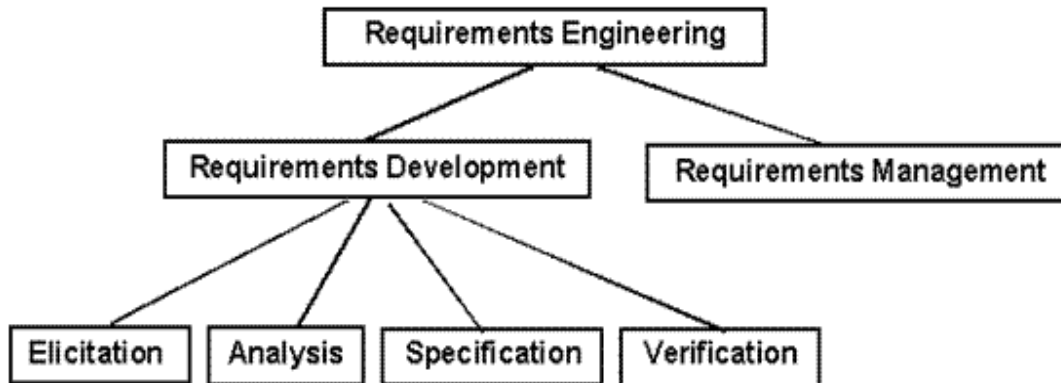 Requirements Engineering
Requirements Development
Requirements Management
Elicitation
Analysis
Specification
Verification